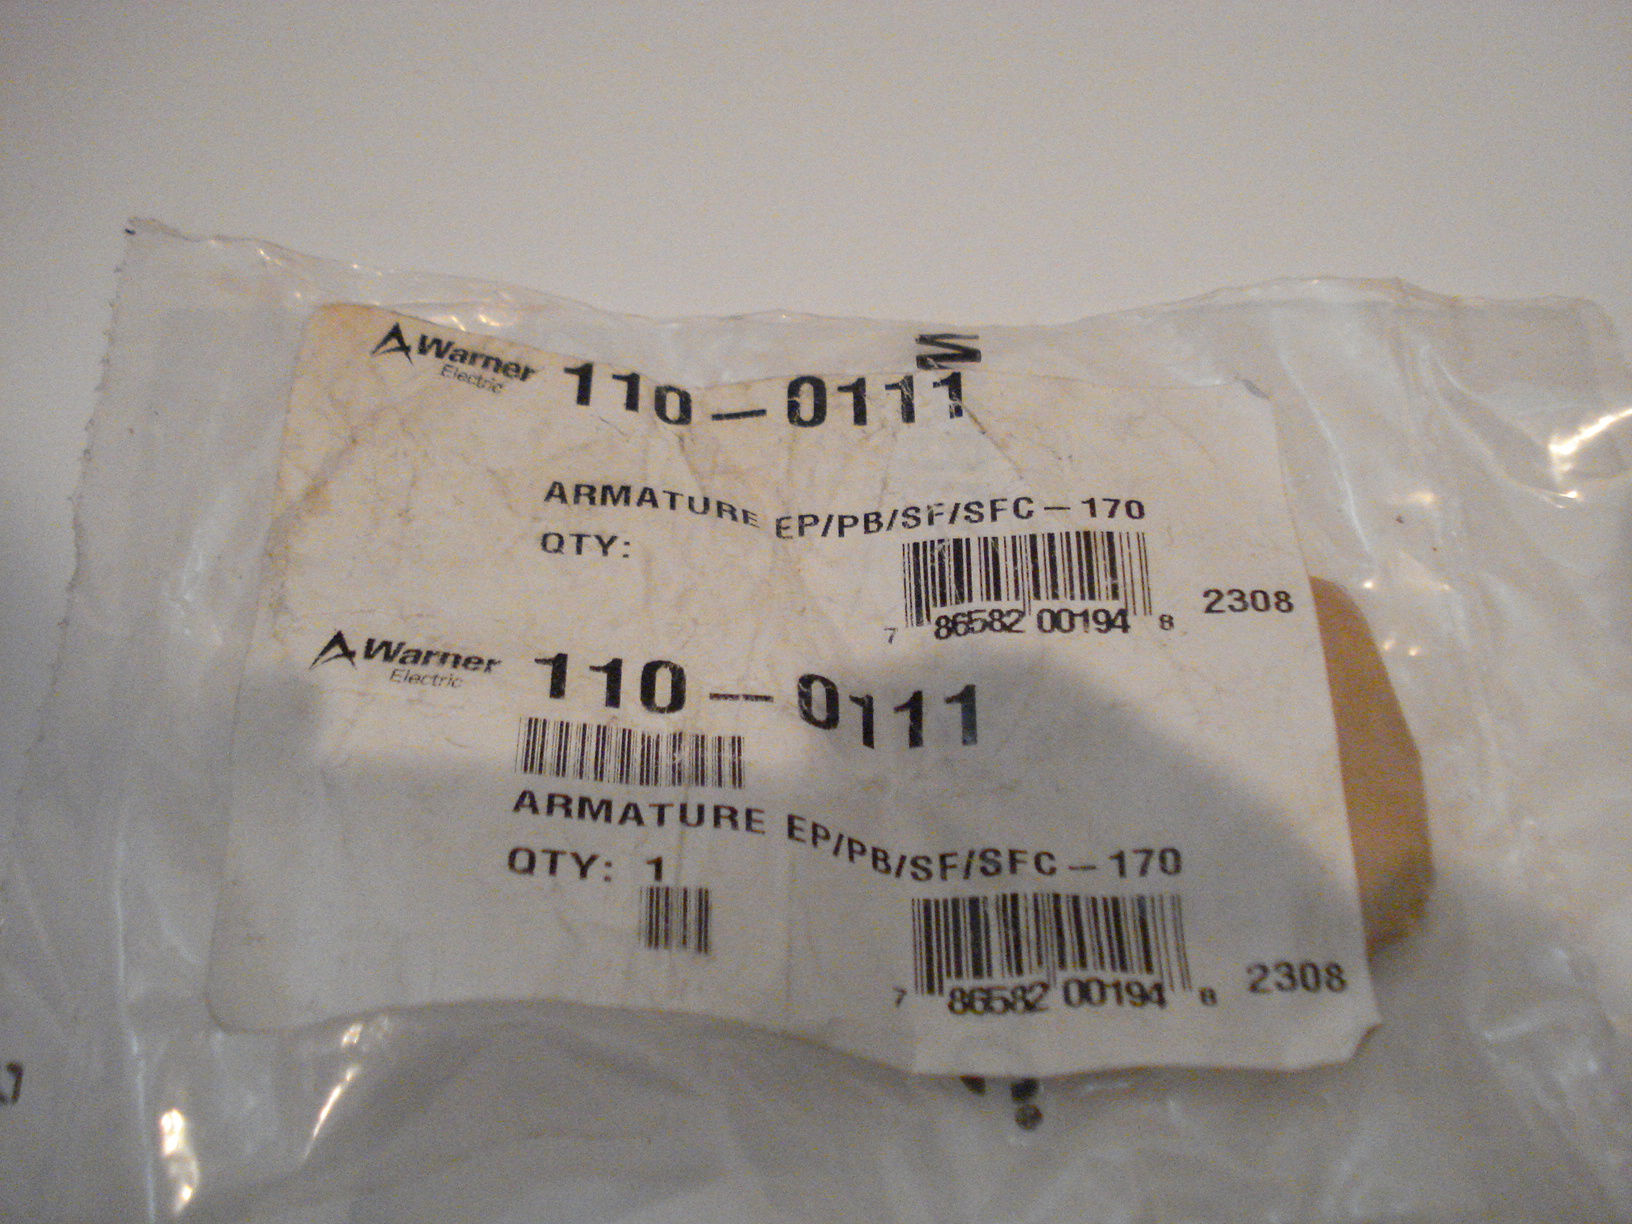 Warner Electric 110-0111
ARMATURE EP/PB/SF/SFC-170
QTY:
7 86582 00194 8 2308
Warner Electric 110-0111
ARMATURE EP/PB/SF/SFC-170
QTY: 1
7 86582 00194 8 2308